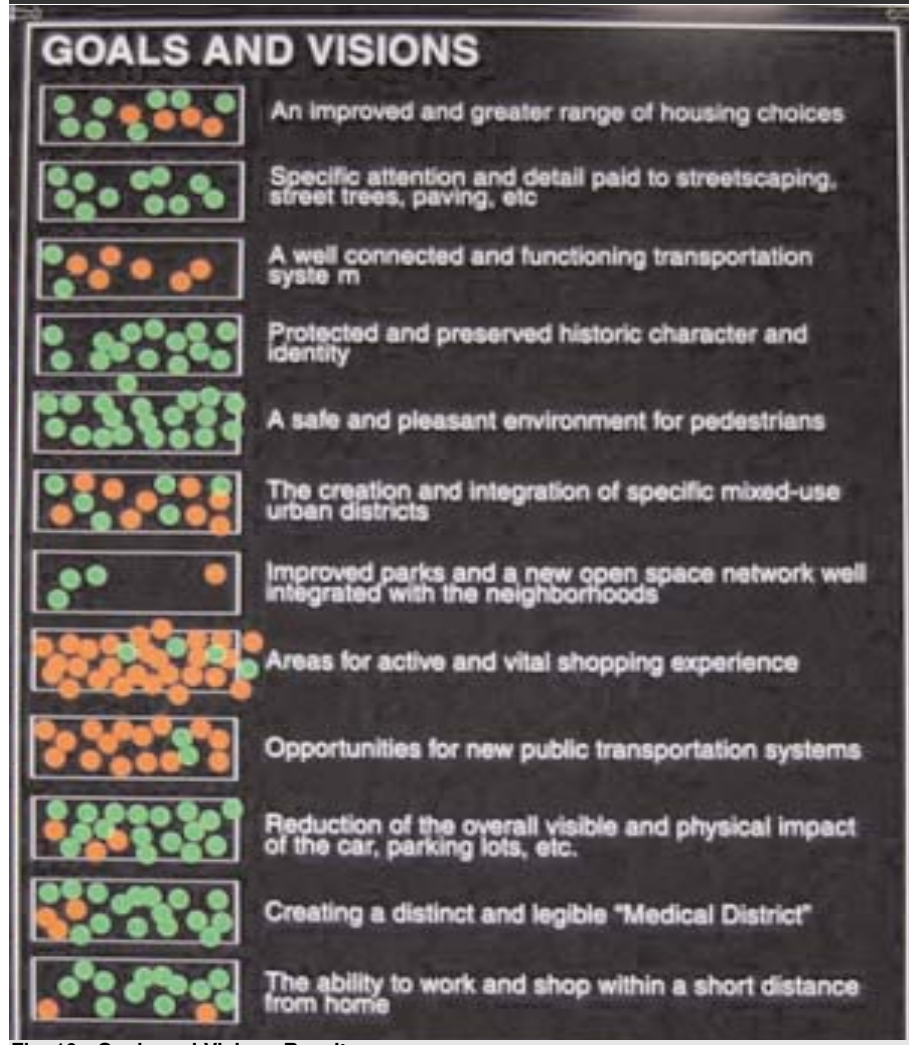 GOALS AND VISIONS
An improved and greater range of housing choices
Specific attention and detail paid to streetscaping,
street trees, paving, etc
A well connected and functioning transportation
syste m
Protected and preserved historic character and
identity
A safe and pleasant environment for pedestrians
The creation and integration of specific mixed-use
urban districts
Improved parks and a new open space network well
integrated with the neighborhoods
Areas for active and vital shopping experience
Opportunities for new public transportation systems
Reduction of the overall visible and physical impact
of the car, parking lots, etc.
Creating a distinct and legible "Medical District"
The ability to work and shop within a short distance
from home